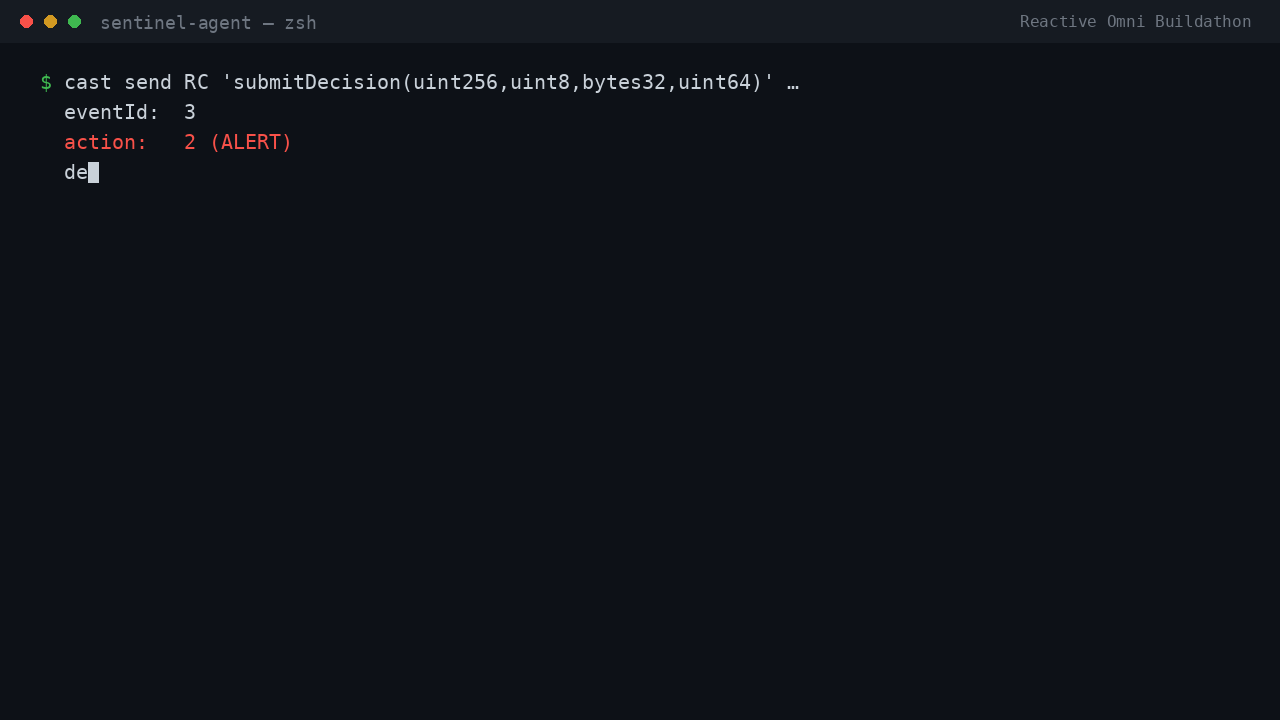 sentinel-agent — zsh
Reactive Omni Buildathon
$ cast send RC 'submitDecision(uint256,uint8,bytes32,uint64)' …
eventId: 3
action: 2 (ALERT)
de